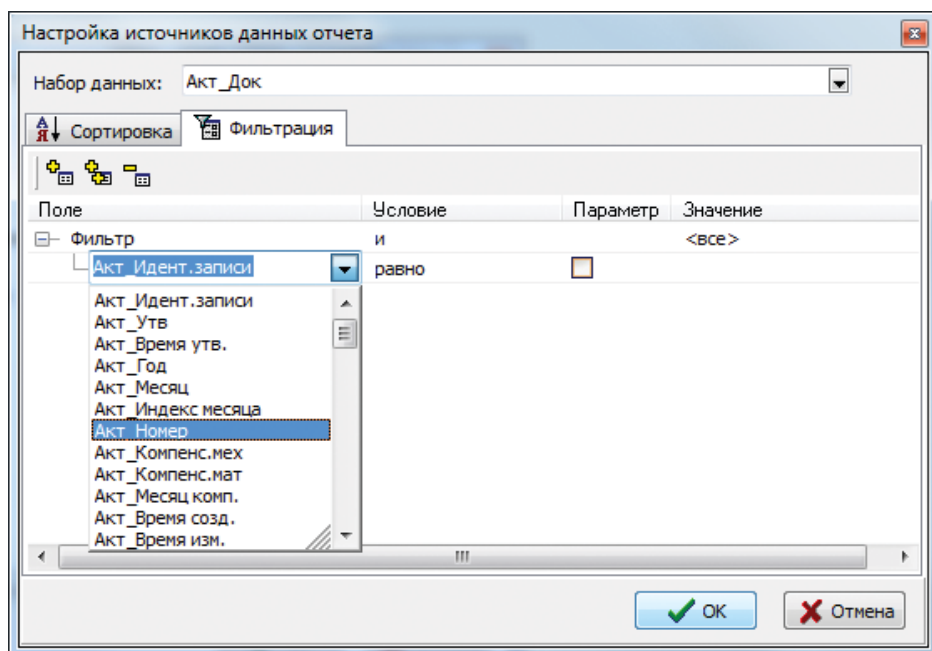 Настройка источников данных отчета
Набор данных: Акт_Док
Сортировка Фильтрация
Поле Условие Параметр Значение
Фильтр и <все>
Акт_Идент.записи равно
Акт_Идент.записи
Акт_Утв
Акт_Время утв.
Акт_Год
Акт_Месяц
Акт_Индекс месяца
Акт_Номер
Акт_Компенс.мех
Акт_Компенс.мат
Акт_Месяц комп.
Акт_Время созд.
Акт_Время изм.
ОК Отмена